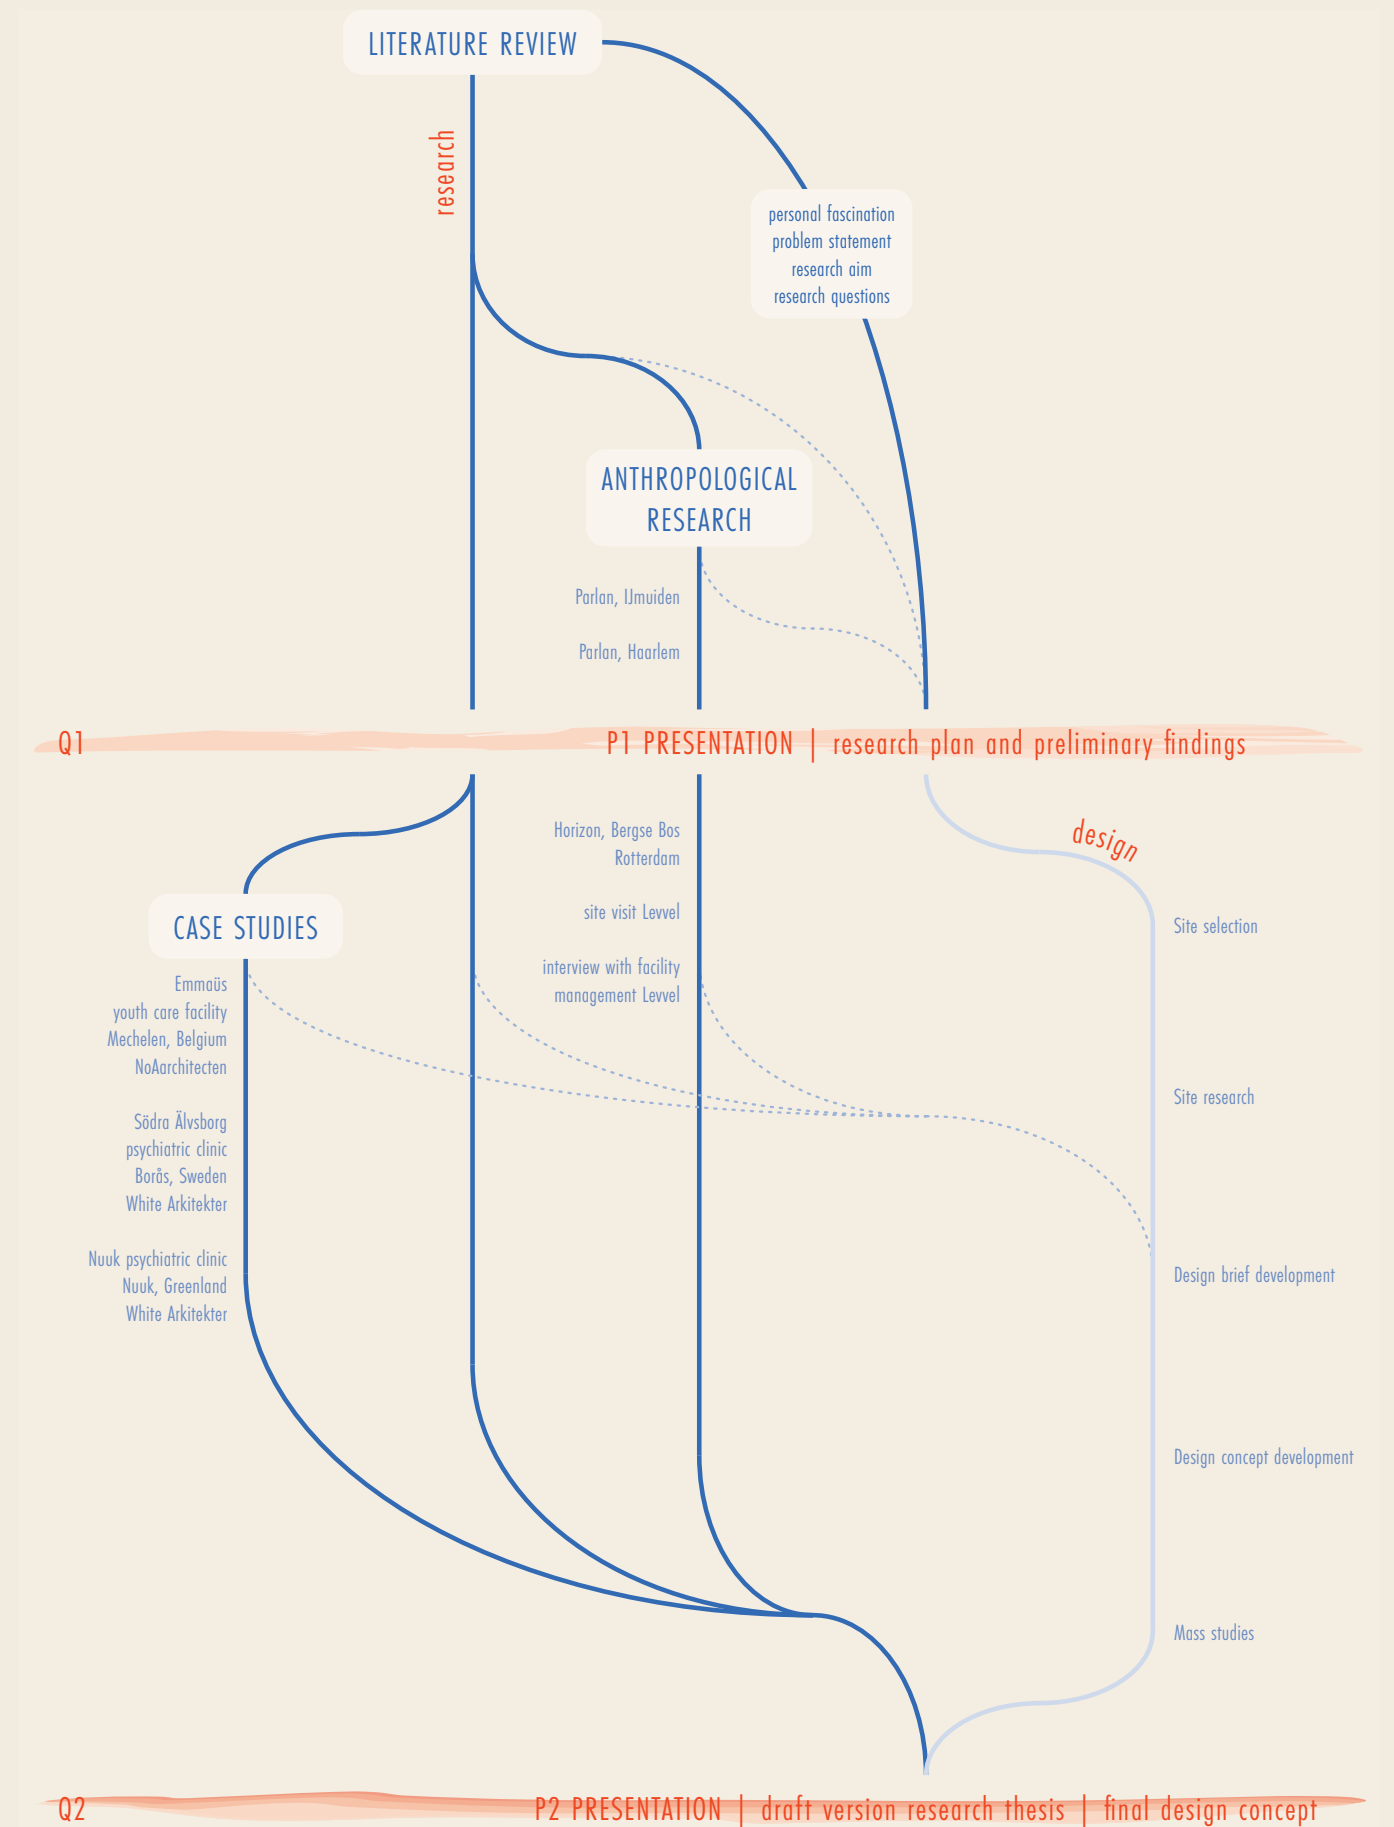 LITERATURE REVIEW
research
personal fascination
problem statement
research aim
research questions
ANTHROPOLOGICAL
RESEARCH
Parlan, IJmuiden
Parlan, Haarlem
Q1
P1 PRESENTATION | research plan and preliminary findings
design
Horizon, Bergse Bos
Rotterdam
site visit Levvel
interview with facility
management Levvel
CASE STUDIES
Emmaüs
youth care facility
Mechelen, Belgium
NoAarchitecten
Södra Älvsborg
psychiatric clinic
Borås, Sweden
White Arkitekter
Nuuk psychiatric clinic
Nuuk, Greenland
White Arkitekter
Site selection
Site research
Design brief development
Design concept development
Mass studies
Q2
P2 PRESENTATION | draft version research thesis | final design concept